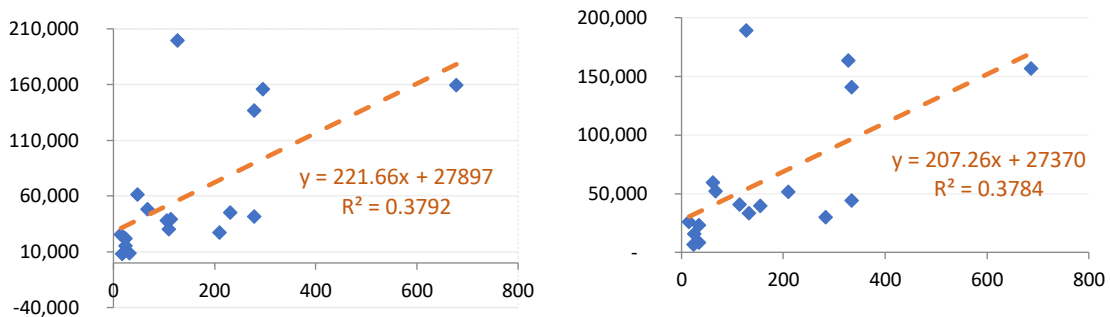 210,000
160,000
110,000
60,000
10,000
-40,000
0 200 400 600 800
y = 221.66x + 27897
R² = 0.3792
200,000
150,000
100,000
50,000
-
0 200 400 600 800
y = 207.26x + 27370
R² = 0.3784